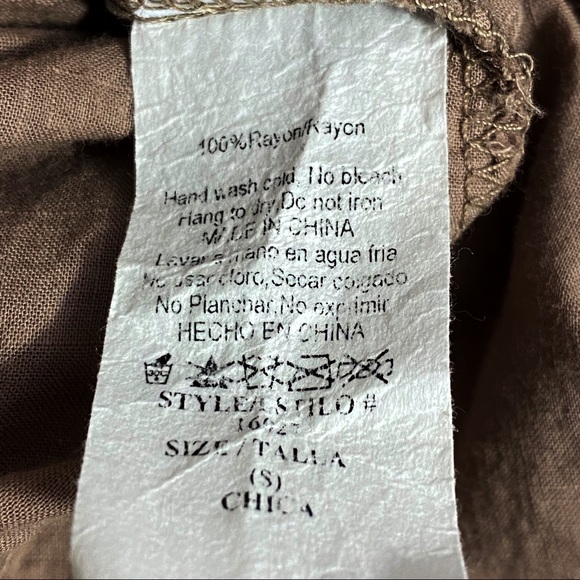 100%Rayon/Rayon
Hand wash cold, No bleach
Hang to dry,Do not iron
MADE IN CHINA
Lavar a mano en agua fria
No usar cloro,Secar colgado
No Planchar,No exprimir
HECHO EN CHINA
STYLE/ESTILO #
SIZE / TALLA
(S)
CHICA